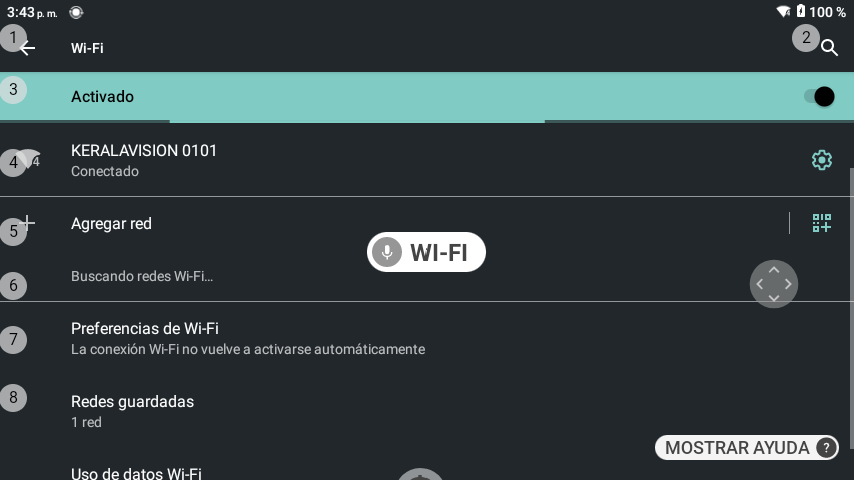 3:43 p. m. 100 %
1 Wi-Fi 2
3 Activado
4 KERALAVISION 0101
Conectado
5 Agregar red
WI-FI
6 Buscando redes Wi-Fi…
7 Preferencias de Wi-Fi
La conexión Wi-Fi no vuelve a activarse automáticamente
8 Redes guardadas
1 red
MOSTRAR AYUDA ?
Uso de datos Wi-Fi